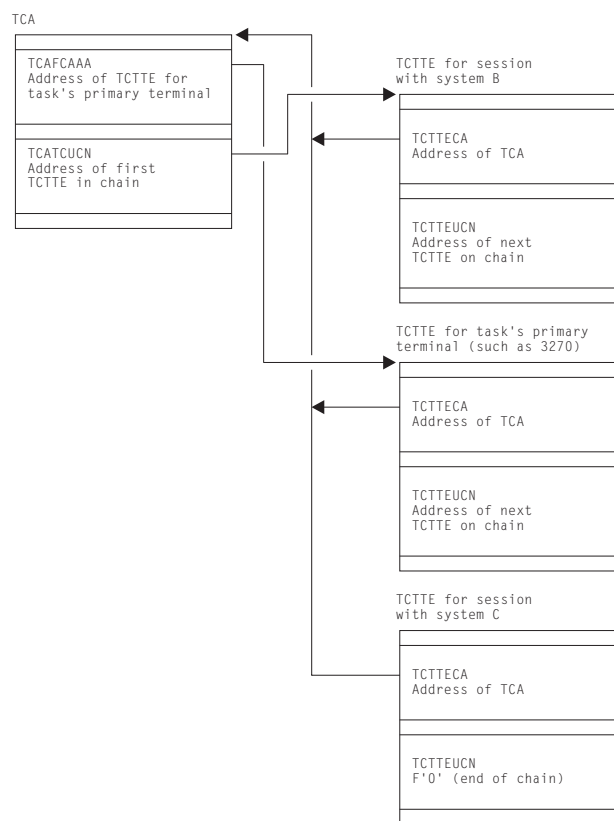 TCA
TCAFCAAA
Address of TCTTE for
task's primary terminal
TCATCUCN
Address of first
TCTTE in chain
TCTTE for session
with system B
TCTTECA
Address of TCA
TCTTEUCN
Address of next
TCTTE on chain
TCTTE for task's primary
terminal (such as 3270)
TCTTECA
Address of TCA
TCTTEUCN
Address of next
TCTTE on chain
TCTTE for session
with system C
TCTTECA
Address of TCA
TCTTEUCN
F'0' (end of chain)